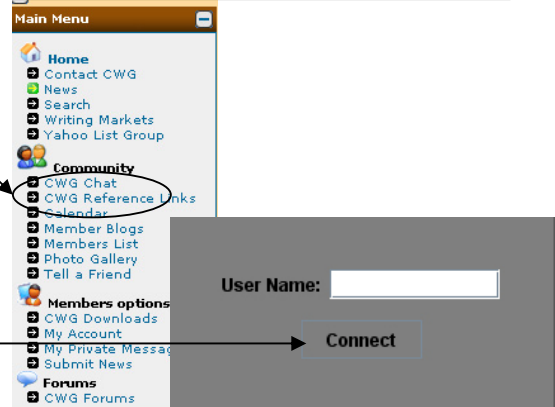 Main Menu
Home
Contact CWG
News
Search
Writing Markets
Yahoo List Group
Community
CWG Chat
CWG Reference Links
Calendar
Member Blogs
Members List
Photo Gallery
Tell a Friend
Members options
CWG Downloads
My Account
My Private Messag
Submit News
Forums
CWG Forums
User Name:
Connect